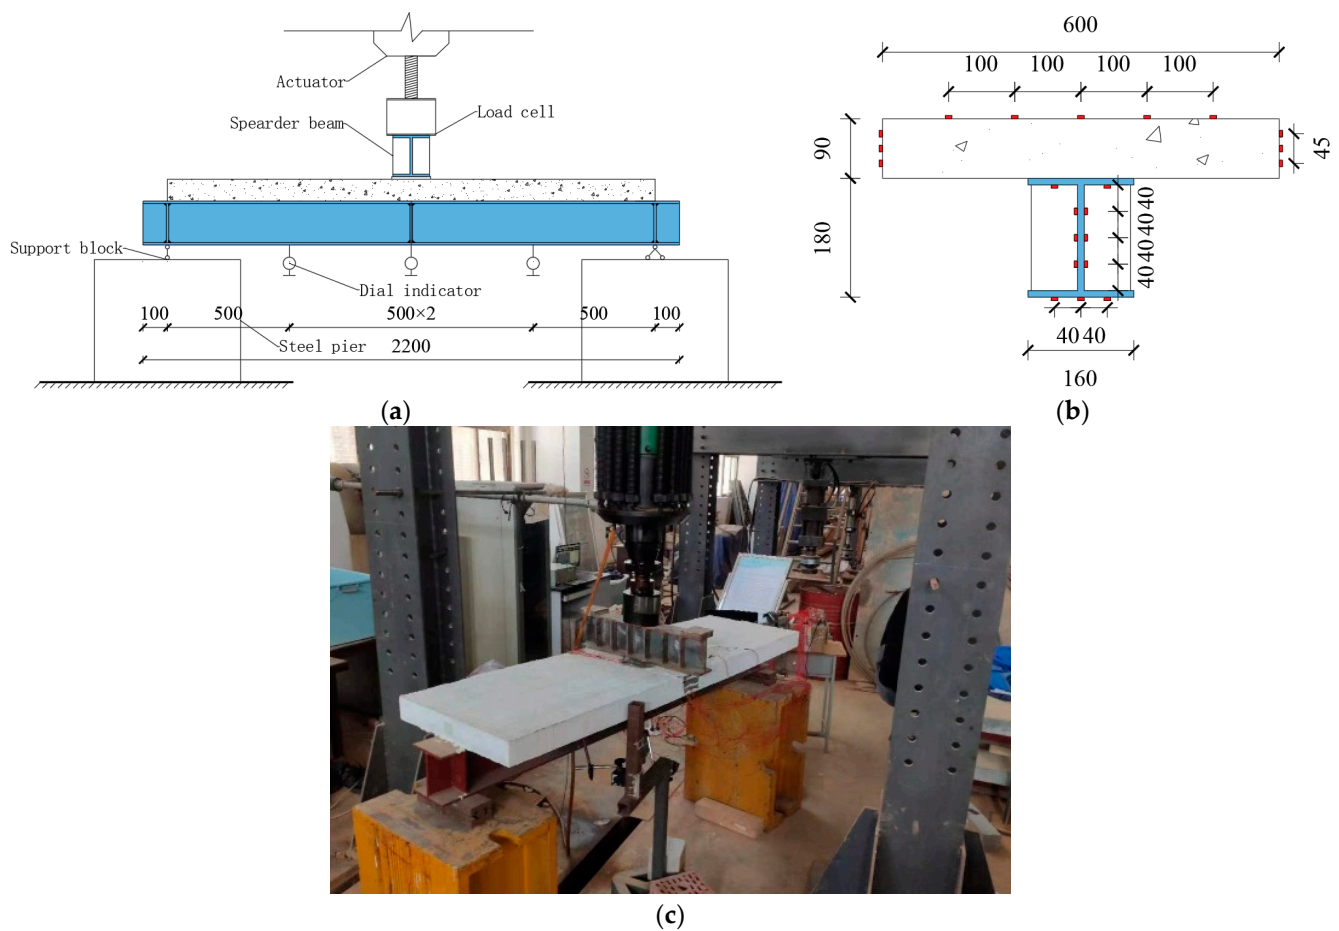 Actuator
Load cell
Spearder beam
Support block
Dial indicator
100 500 500×2 500 100
Steel pier 2200
(a)
600
100 100 100 100
90
45
180
40 40 40 40
40 40
160
(b)
(c)